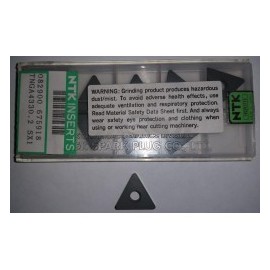 NTK INSERTS
WARNING: Grinding product produces hazardous
dust/mist. To avoid adverse health effects, use
adequate ventilation and respiratory protection.
Read Material Safety Data Sheet first. And always
wear safety eye protection and clothing when
using or working near cutting machinery.
NTK